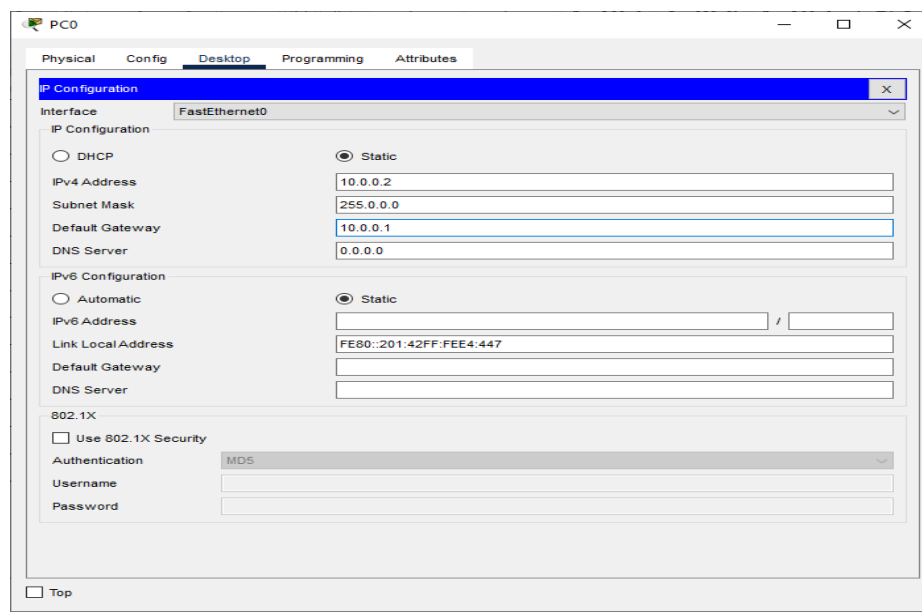 PC0
Physical Config Desktop Programming Attributes
IP Configuration X
Interface FastEthernet0
IP Configuration
DHCP Static
IPv4 Address 10.0.0.2
Subnet Mask 255.0.0.0
Default Gateway 10.0.0.1
DNS Server 0.0.0.0
IPv6 Configuration
Automatic Static
IPv6 Address /
Link Local Address FE80::201:42FF:FEE4:447
Default Gateway
DNS Server
802.1X
Use 802.1X Security
Authentication MD5
Username
Password
Top